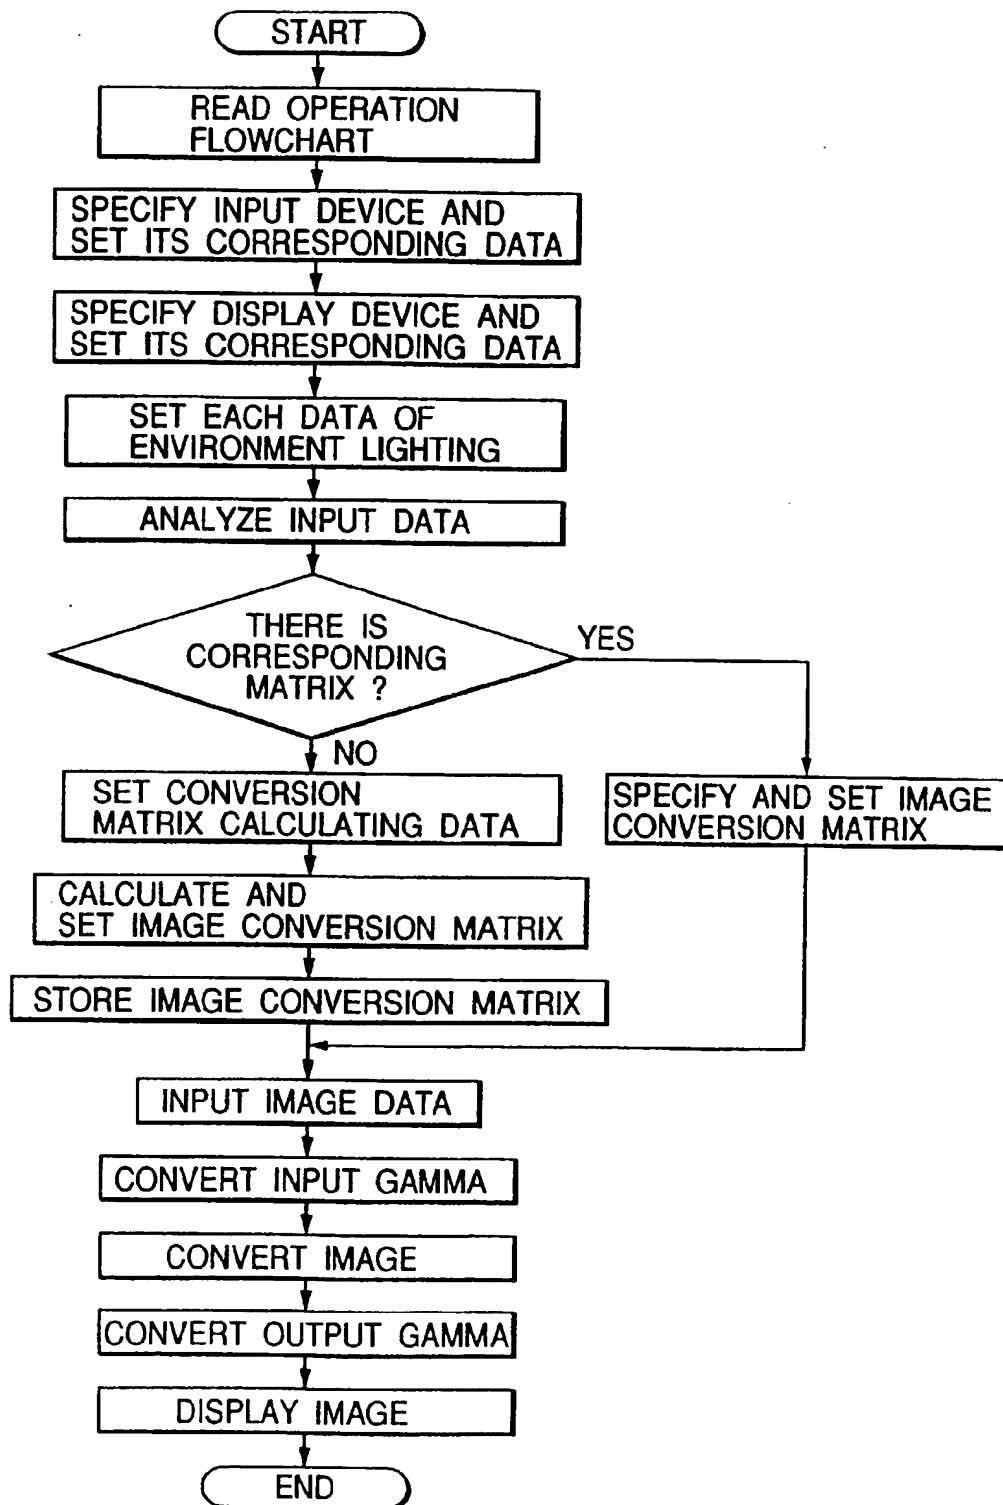 START
READ OPERATION
FLOWCHART
SPECIFY INPUT DEVICE AND
SET ITS CORRESPONDING DATA
SPECIFY DISPLAY DEVICE AND
SET ITS CORRESPONDING DATA
SET EACH DATA OF
ENVIRONMENT LIGHTING
ANALYZE INPUT DATA
THERE IS
CORRESPONDING
MATRIX ?
YES
NO
SET CONVERSION
MATRIX CALCULATING DATA
SPECIFY AND SET IMAGE
CONVERSION MATRIX
CALCULATE AND
SET IMAGE CONVERSION MATRIX
STORE IMAGE CONVERSION MATRIX
INPUT IMAGE DATA
CONVERT INPUT GAMMA
CONVERT IMAGE
CONVERT OUTPUT GAMMA
DISPLAY IMAGE
END